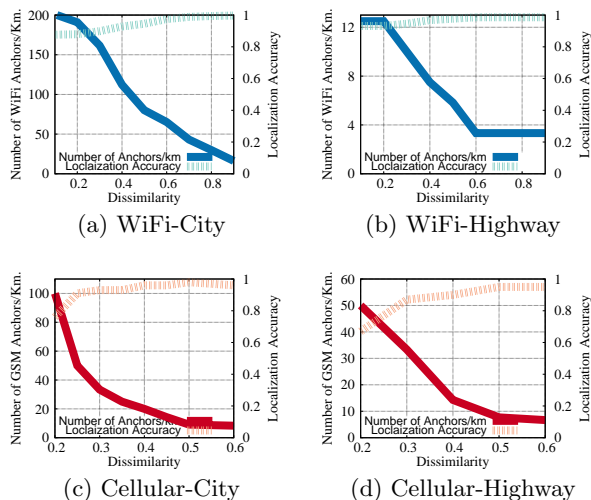 Number of WiFi Anchors/Km.
200
150
100
50
0
0.2 0.4 0.6 0.8
1
0.8
0.6
0.4
0.2
0
Localization Accuracy
Number of Anchors/km
Loclaization Accuracy
Dissimilarity
(a) WiFi-City
Number of WiFi Anchors/Km.
12
8
4
0
0.2 0.4 0.6 0.8
1
0.8
0.6
0.4
0.2
0
Localization Accuracy
Number of Anchors/km
Loclaization Accuracy
Dissimilarity
(b) WiFi-Highway
Number of GSM Anchors/Km.
100
80
60
40
20
0
0.2 0.3 0.4 0.5 0.6
1
0.8
0.6
0.4
0.2
0
Localization Accuracy
Number of Anchors/km
Loclaization Accuracy
Dissimilarity
(c) Cellular-City
Number of GSM Anchors/Km.
60
50
40
30
20
10
0
0.2 0.3 0.4 0.5 0.6
1
0.8
0.6
0.4
0.2
0
Localization Accuracy
Number of Anchors/km
Loclaization Accuracy
Dissimilarity
(d) Cellular-Highway